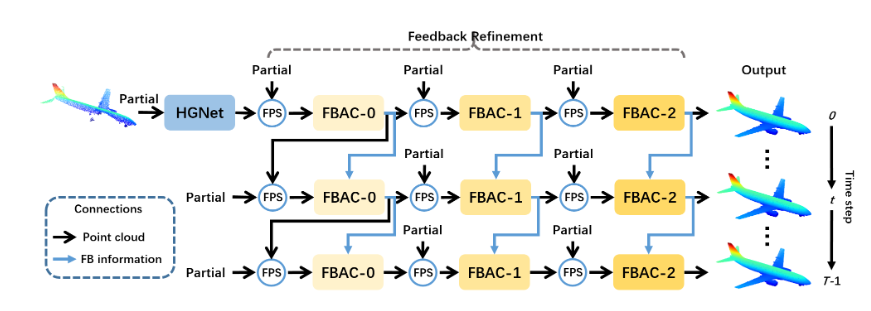 Feedback Refinement
Partial Partial Partial Output
Partial HGNet FPS FBAC-0 FPS FBAC-1 FPS FBAC-2 0
Partial Partial
Partial FPS FBAC-0 FPS FBAC-1 FPS FBAC-2 t
Time step
Connections
Point cloud
FB information
Partial Partial
Partial FPS FBAC-0 FPS FBAC-1 FPS FBAC-2 T-1